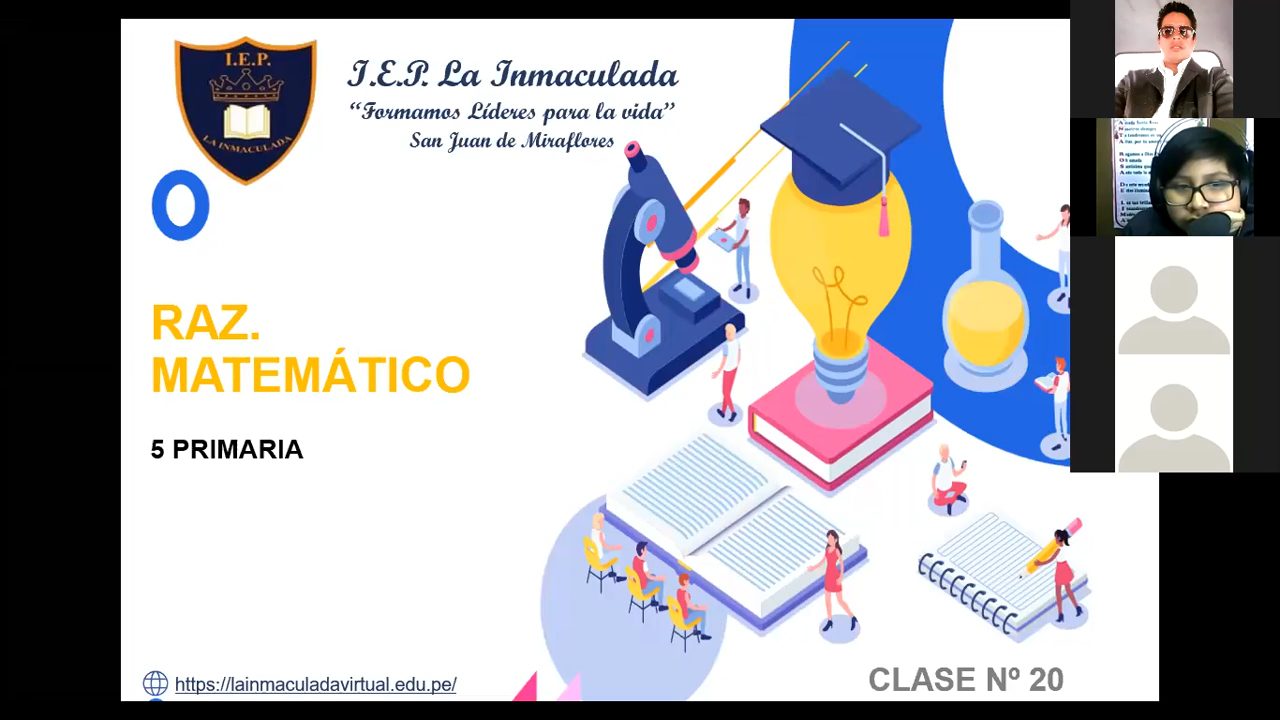 I.E.P.
LA INMACULADA
I.E.P. La Inmaculada
“Formamos Líderes para la vida”
San Juan de Miraflores
RAZ.
MATEMÁTICO
5 PRIMARIA
https://lainmaculadavirtual.edu.pe/
CLASE Nº 20